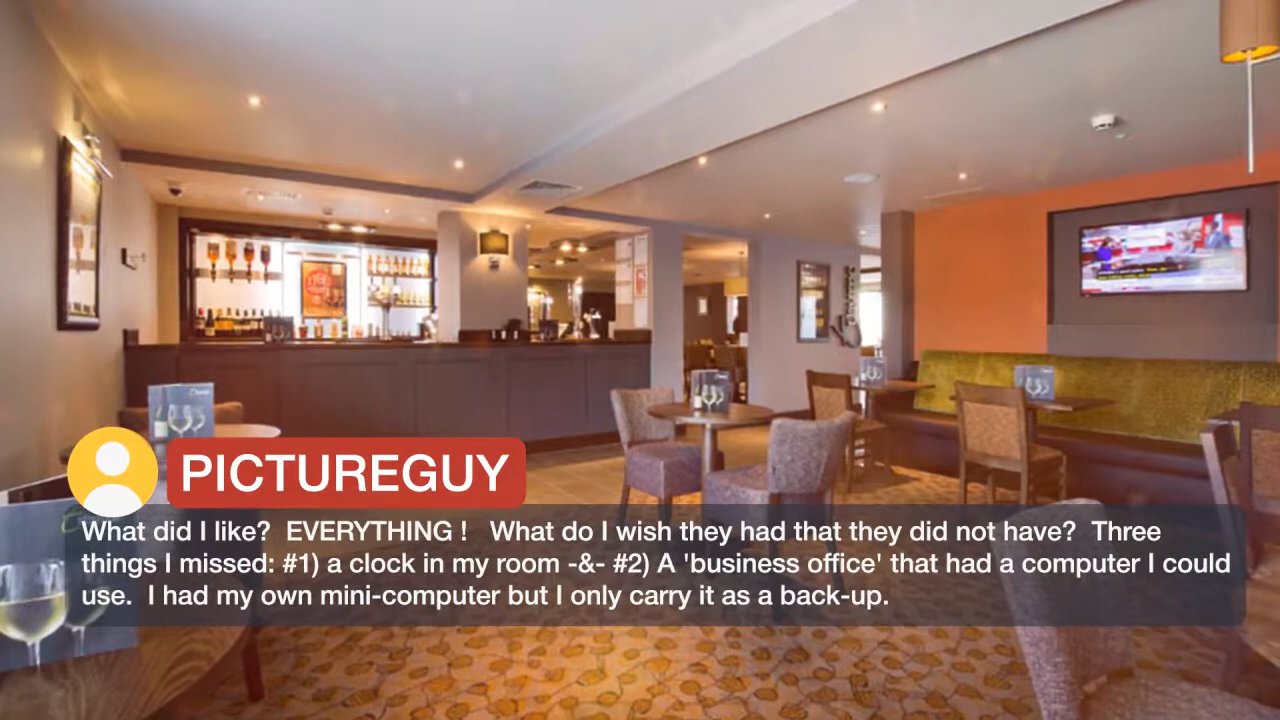 PICTUREGUY
What did I like?  EVERYTHING !   What do I wish they had that they did not have?  Three
things I missed: #1) a clock in my room -&- #2) A 'business office' that had a computer I could
use.  I had my own mini-computer but I only carry it as a back-up.